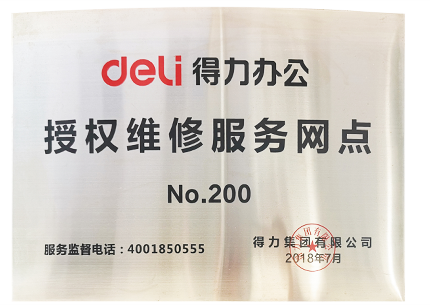 deli 得力办公
授权维修服务网点
No.200
服务监督电话：4001850555
得力集团有限公司
2018年7月